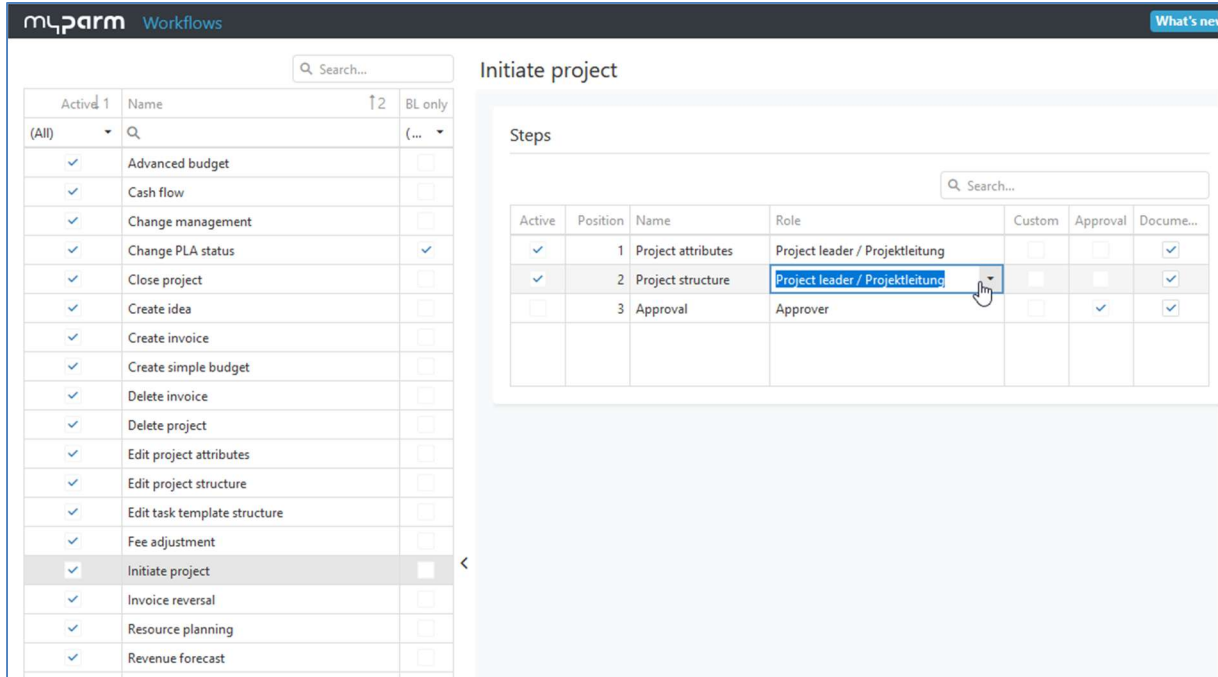 myparm Workflows What's new
Search...
Initiate project
Active 1 Name 2 BL only
(All) (...
Steps
Search...
Active Position Name Role Custom Approval Docume...
1 Project attributes Project leader / Projektleitung
2 Project structure Project leader / Projektleitung
3 Approval Approver
Advanced budget
Cash flow
Change management
Change PLA status
Close project
Create idea
Create invoice
Create simple budget
Delete invoice
Delete project
Edit project attributes
Edit project structure
Edit task template structure
Fee adjustment
Initiate project
Invoice reversal
Resource planning
Revenue forecast